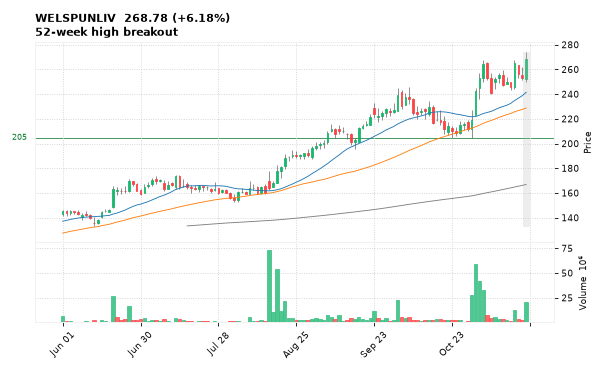 WELSPUNLIV 268.78 (+6.18%)
52-week high breakout
280
260
240
220
205
200
180
160
140
Price
75
50
25
Volume 10⁶
Jun 01
Jun 30
Jul 28
Aug 25
Sep 23
Oct 23